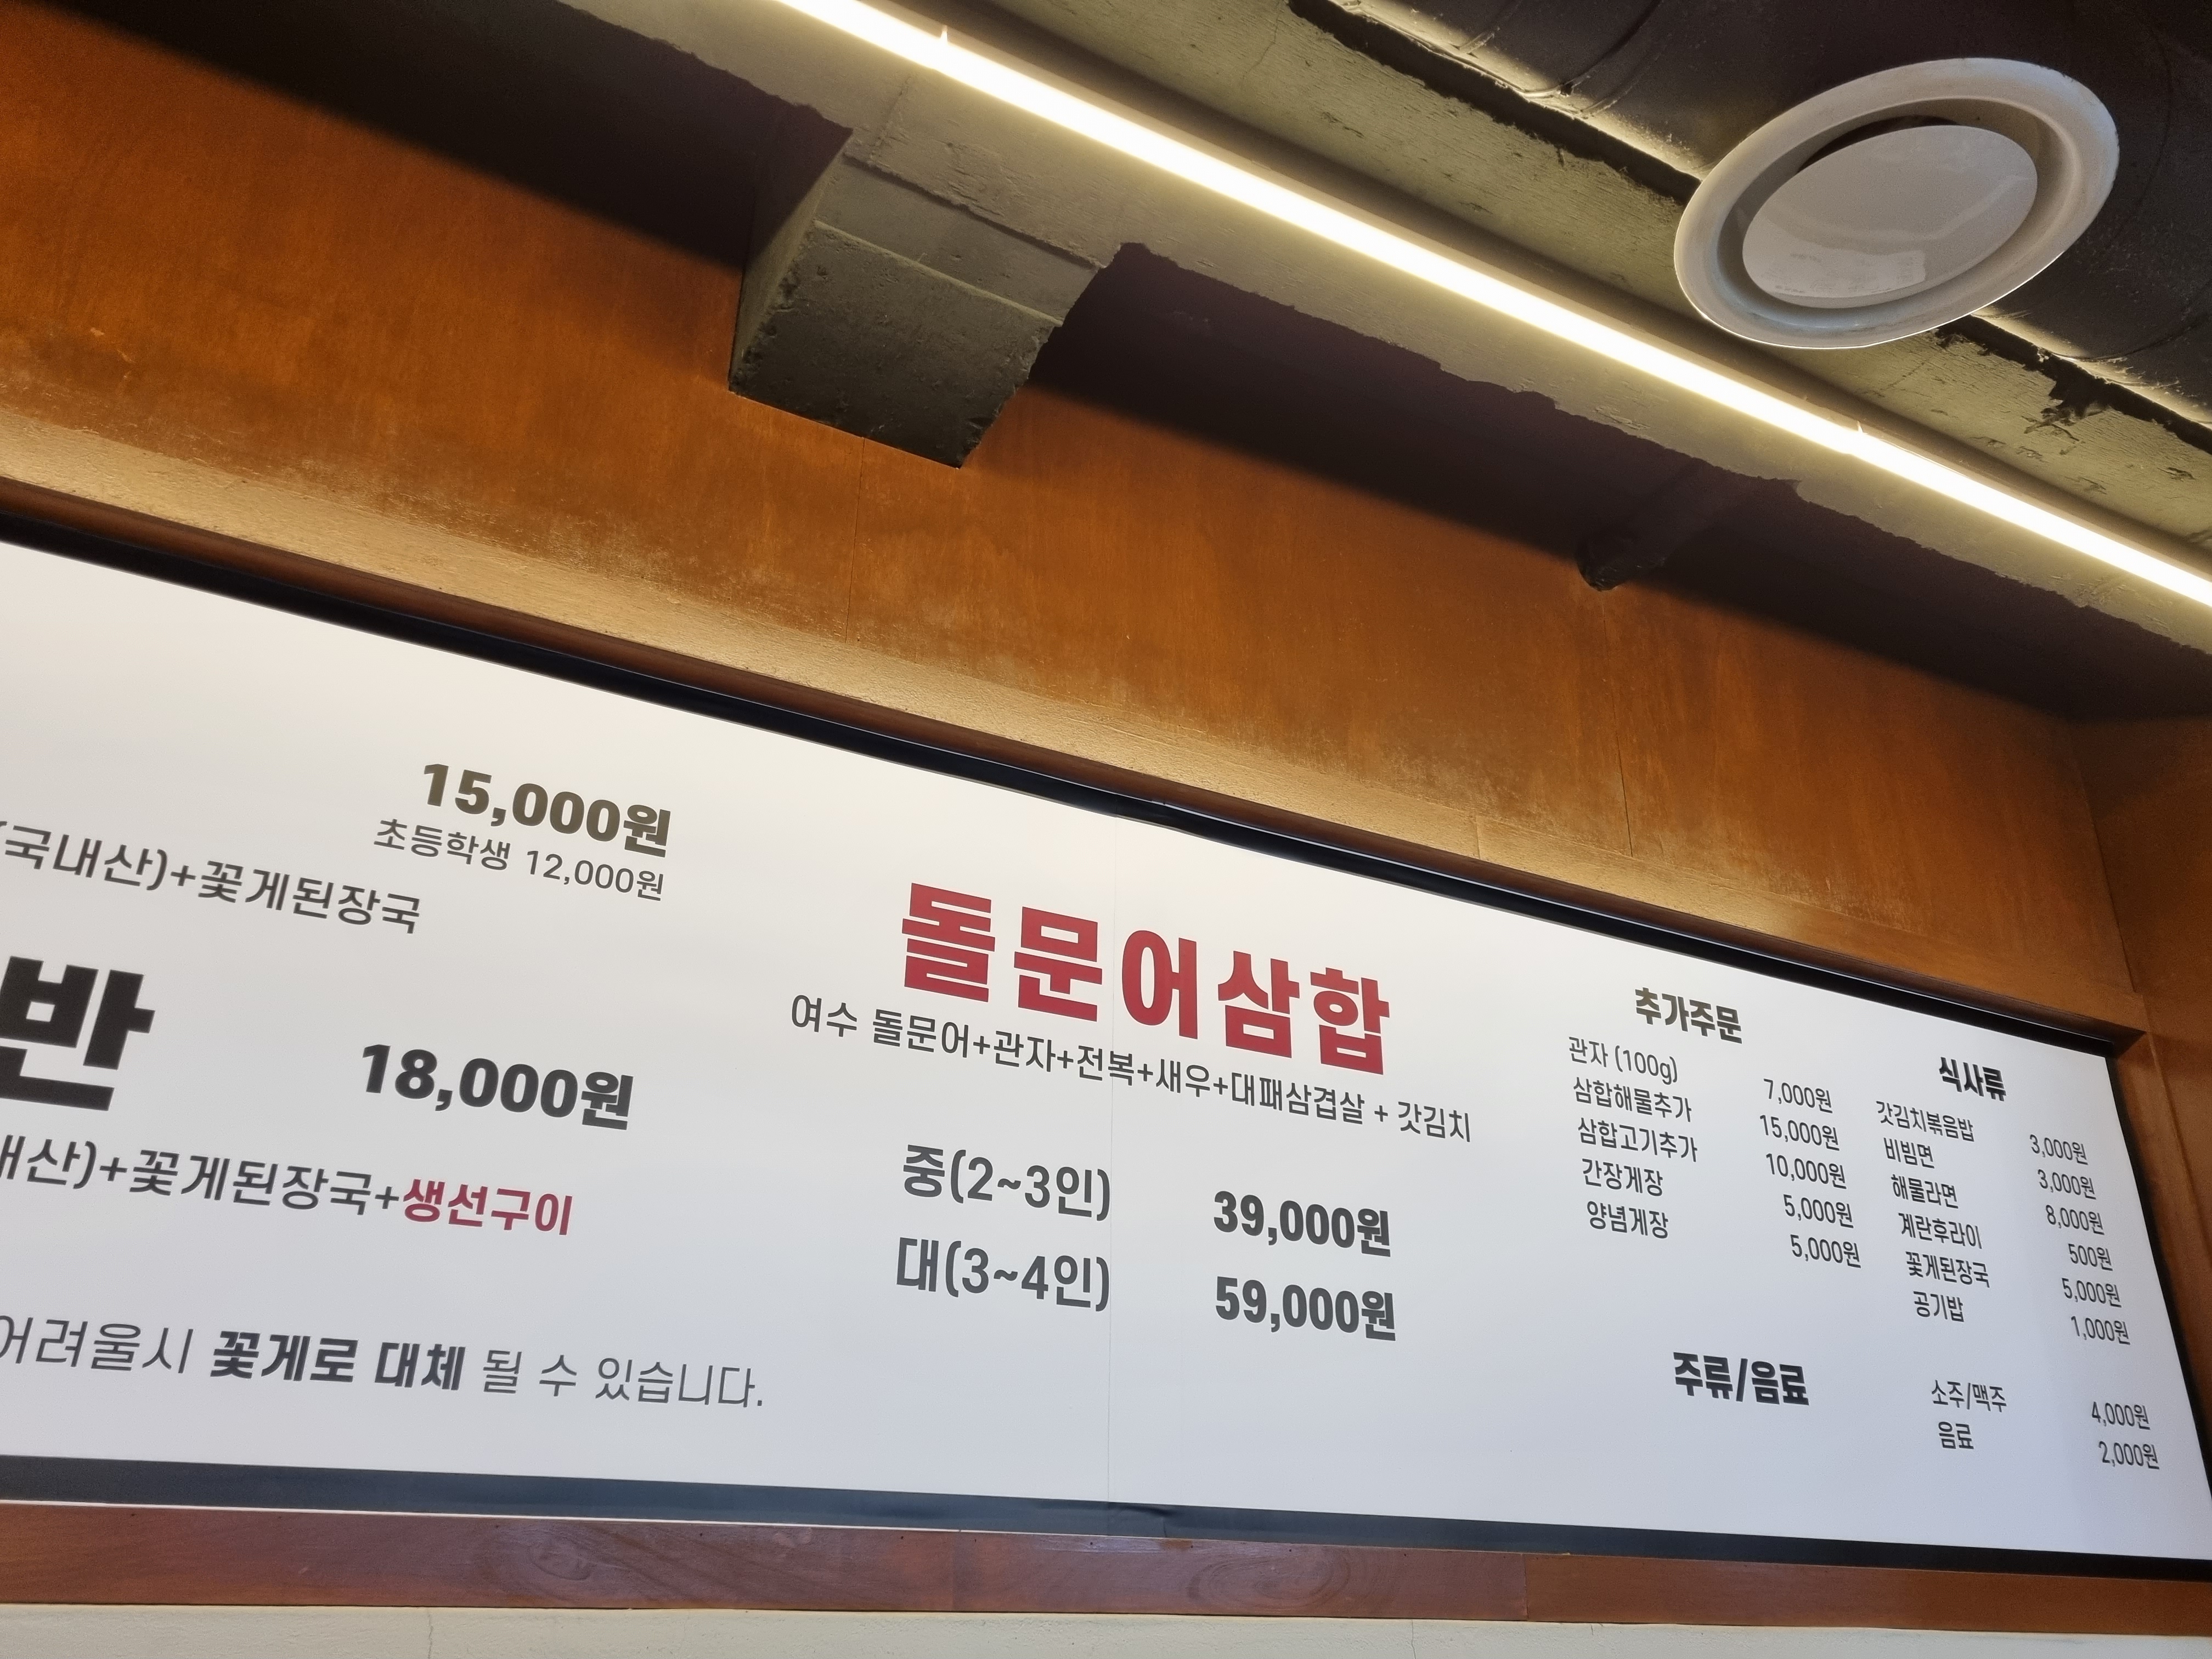 15,000원
초등학생 12,000원
(국내산)+꽃게된장국
반
18,000원
내산)+꽃게된장국+생선구이
어려울시 꽃게로 대체 될 수 있습니다.
돌문어삼합
여수 돌문어+관자+전복+새우+대패삼겹살 + 갓김치
중(2~3인) 39,000원
대(3~4인) 59,000원
추가주문
관자 (100g) 7,000원
삼합해물추가 15,000원
삼합고기추가 10,000원
간장게장 5,000원
양념게장 5,000원
식사류
갓김치볶음밥 3,000원
비빔면 3,000원
해물라면 8,000원
계란후라이 500원
꽃게된장국 5,000원
공기밥 1,000원
주류/음료
소주/맥주 4,000원
음료 2,000원